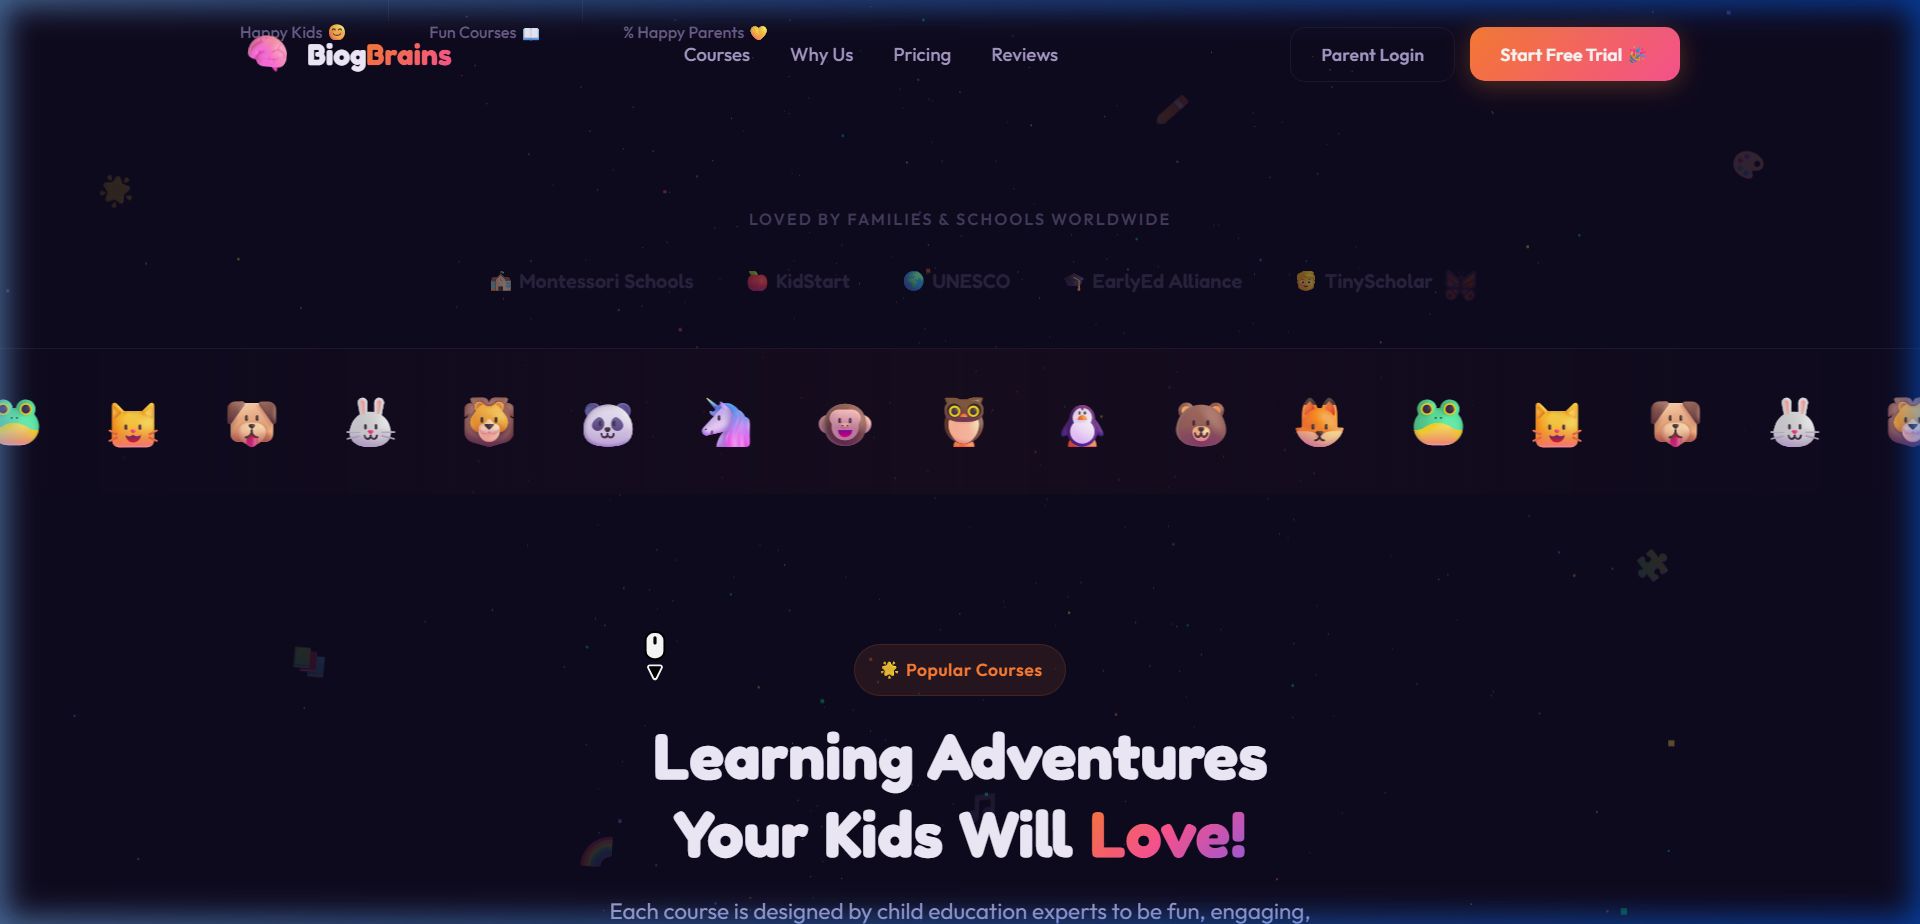 Happy Kids 😊 Fun Courses 📖 % Happy Parents 💛
BiogBrains Courses Why Us Pricing Reviews Parent Login Start Free Trial 🎉
LOVED BY FAMILIES & SCHOOLS WORLDWIDE
🏫 Montessori Schools 🍎 KidStart 🌍 UNESCO 🎓 EarlyEd Alliance 👶 TinyScholar
🌟 Popular Courses
Learning Adventures
Your Kids Will Love!
Each course is designed by child education experts to be fun, engaging,